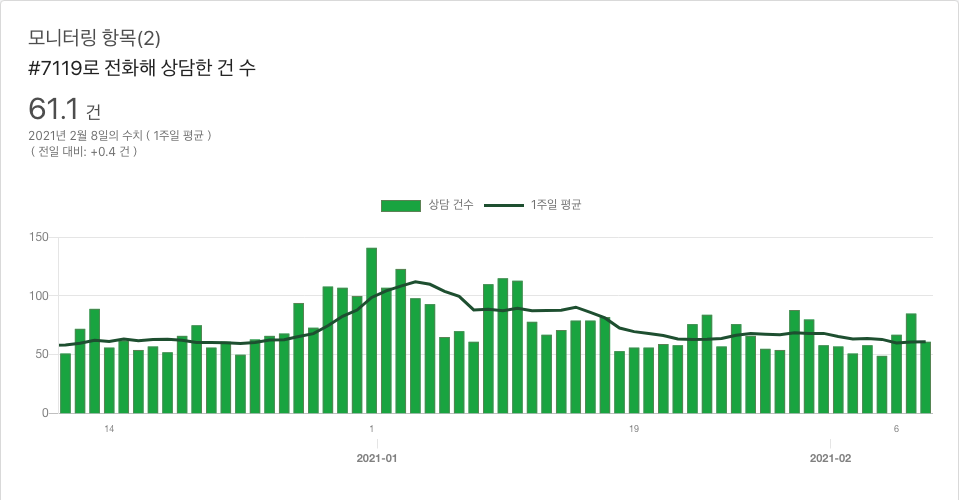 모니터링 항목(2)
#7119로 전화해 상담한 건 수
61.1 건
2021년 2월 8일의 수치 ( 1주일 평균 )
( 전일 대비: +0.4 건 )
상담 건수 1주일 평균
150
100
50
0
14 1 19 6
2021-01 2021-02